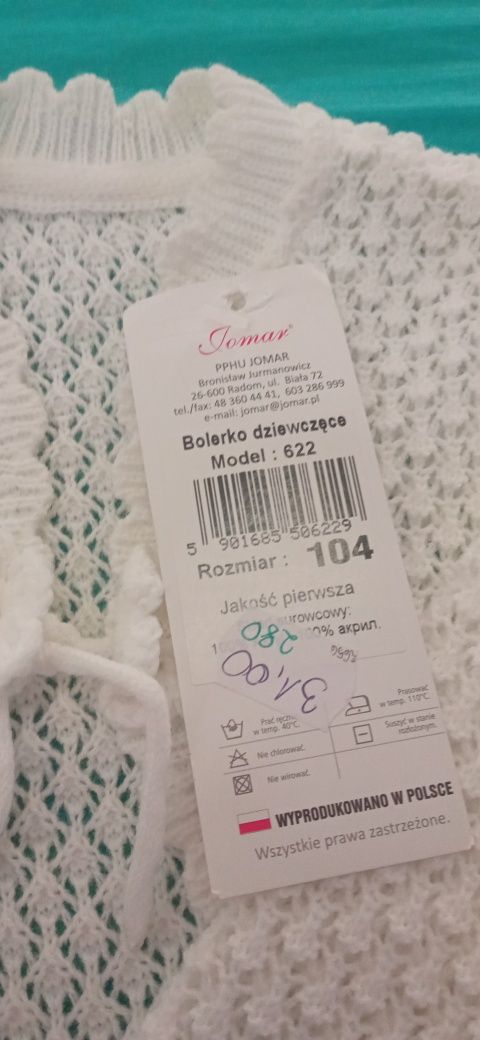 Jomar®
PPHU JOMAR
Bronisław Jurmanowicz
26-600 Radom, ul. Biała 72
tel./fax: 48 360 44 41, 603 286 999
e-mail: jomar@jomar.pl
Bolerko dziewczęce
Model : 622
5 901685 506229
Rozmiar : 104
Jakość pierwsza
urowcowy:
0% акрил.
280
31,00
Prać ręcznie w temp. 40°C.
Prasować w temp. 110°C.
Nie chlorować.
Suszyć w stanie rozłożonym.
Nie wirować.
WYPRODUKOWANO W POLSCE
Wszystkie prawa zastrzeżone.